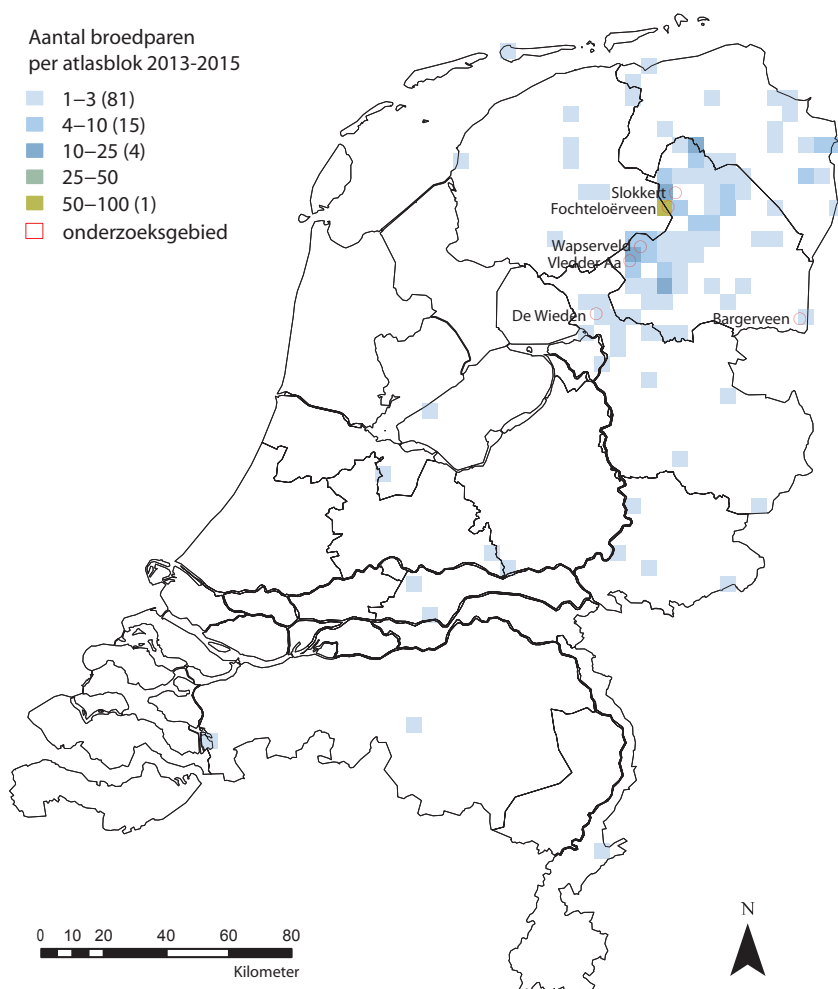 Aantal broedparen
per atlasblok 2013-2015
1–3 (81)
4–10 (15)
10–25 (4)
25–50
50–100 (1)
onderzoeksgebied
Slokkert
Fochteloërveen
Wapserveld
Vledder Aa
De Wieden
Bargerveen
0 10 20 40 60 80
Kilometer
N